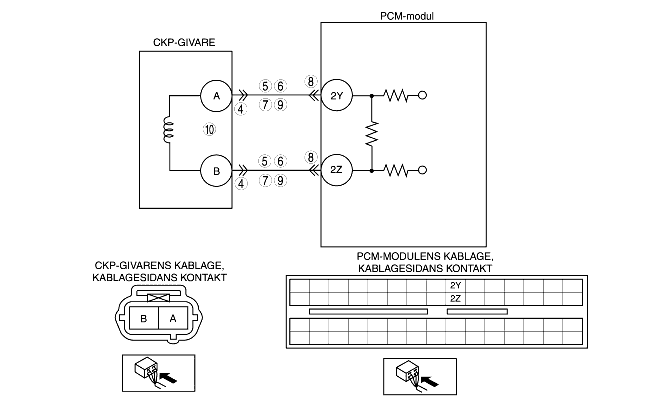 PCM-modul
CKP-GIVARE
A
5 6
8
2Y
4
7 9
10
B
5 6
8
2Z
4
7 9
CKP-GIVARENS KABLAGE,
KABLAGESIDANS KONTAKT
B A
PCM-MODULENS KABLAGE,
KABLAGESIDANS KONTAKT
2Y
2Z